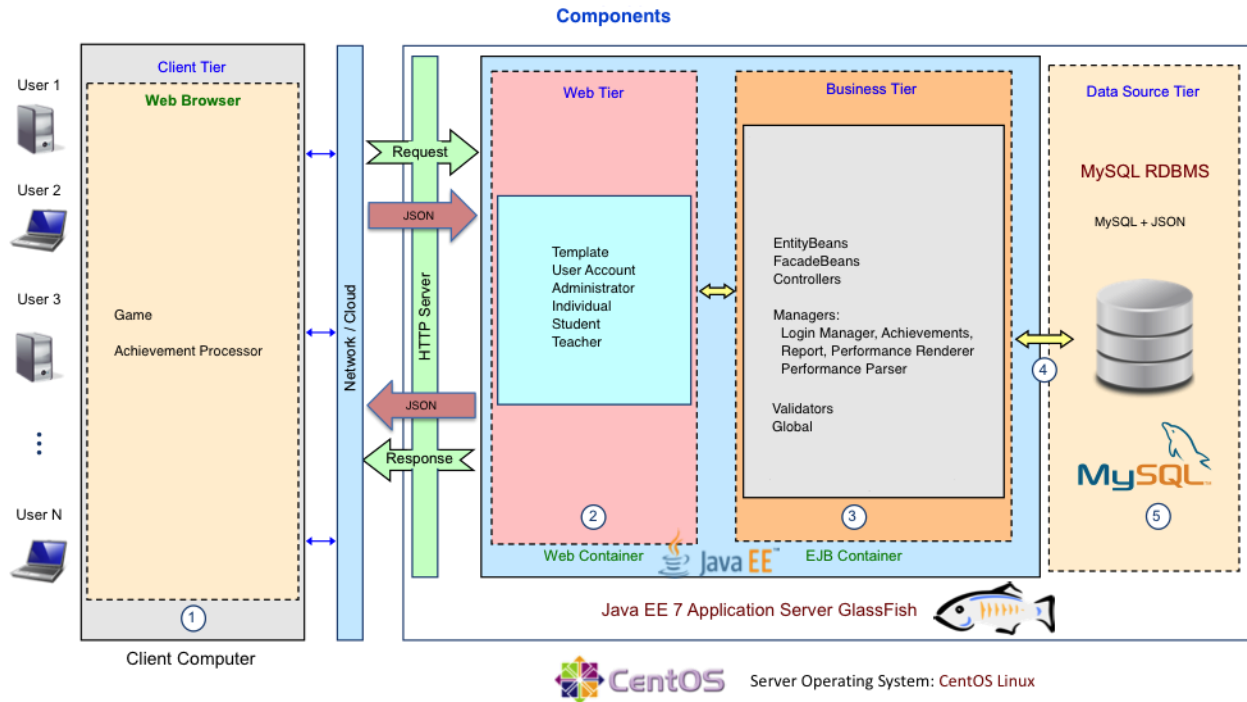 Components
User 1
User 2
User 3
User N
Client Tier
Web Browser
Game
Achievement Processor
1
Client Computer
Network / Cloud
HTTP Server
Request
JSON
JSON
Response
Web Tier
Template
User Account
Administrator
Individual
Student
Teacher
2
Web Container
Java EE™
Business Tier
EntityBeans
FacadeBeans
Controllers
Managers:
Login Manager, Achievements,
Report, Performance Renderer
Performance Parser
Validators
Global
3
EJB Container
4
Data Source Tier
MySQL RDBMS
MySQL + JSON
MySQL™
5
Java EE 7 Application Server GlassFish
CentOS
Server Operating System: CentOS Linux